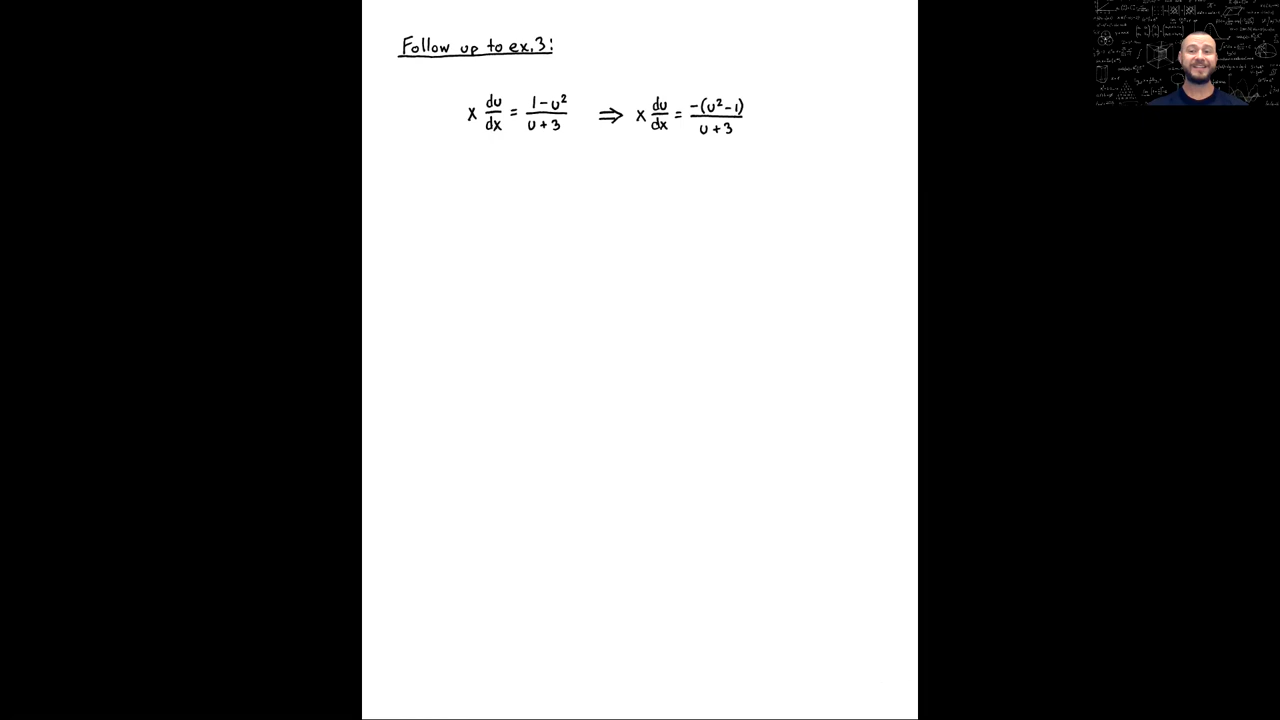 Follow up to ex. 3:
x du/dx = (1-u²)/(u+3) ⇒ x du/dx = -(u²-1)/(u+3)